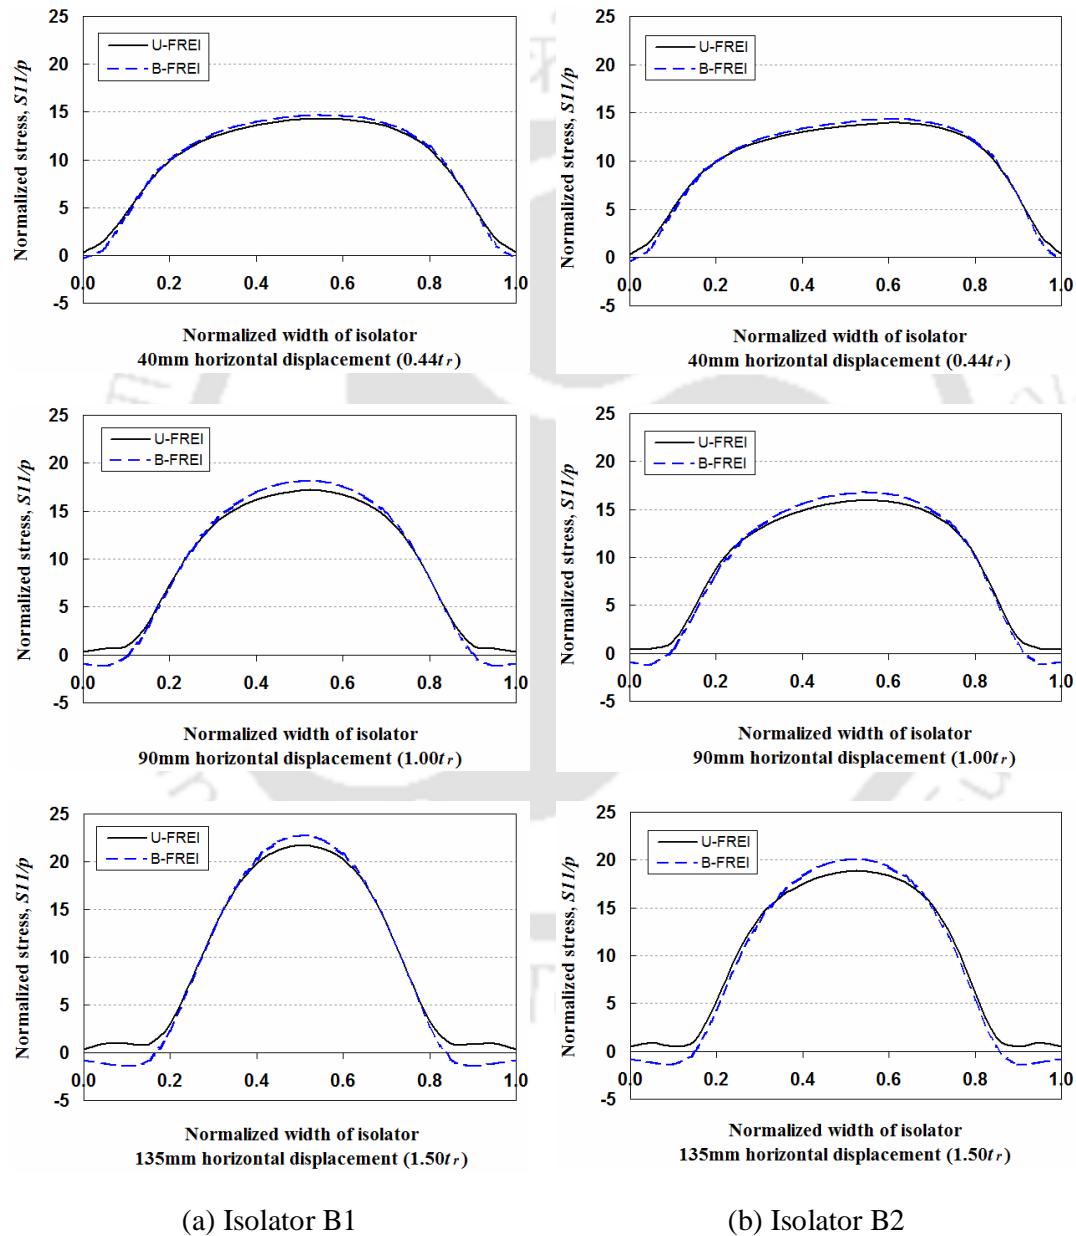 25
20
15
10
5
0
-5
Normalized stress, S11/p
U-FREI
B-FREI
0.0 0.2 0.4 0.6 0.8 1.0
Normalized width of isolator
40mm horizontal displacement (0.44tr)
25
20
15
10
5
0
-5
Normalized stress, S11/p
U-FREI
B-FREI
0.0 0.2 0.4 0.6 0.8 1.0
Normalized width of isolator
40mm horizontal displacement (0.44tr)
25
20
15
10
5
0
-5
Normalized stress, S11/p
U-FREI
B-FREI
0.0 0.2 0.4 0.6 0.8 1.0
Normalized width of isolator
90mm horizontal displacement (1.00tr)
25
20
15
10
5
0
-5
Normalized stress, S11/p
U-FREI
B-FREI
0.0 0.2 0.4 0.6 0.8 1.0
Normalized width of isolator
90mm horizontal displacement (1.00tr)
25
20
15
10
5
0
-5
Normalized stress, S11/p
U-FREI
B-FREI
0.0 0.2 0.4 0.6 0.8 1.0
Normalized width of isolator
135mm horizontal displacement (1.50tr)
25
20
15
10
5
0
-5
Normalized stress, S11/p
U-FREI
B-FREI
0.0 0.2 0.4 0.6 0.8 1.0
Normalized width of isolator
135mm horizontal displacement (1.50tr)
(a) Isolator B1
(b) Isolator B2